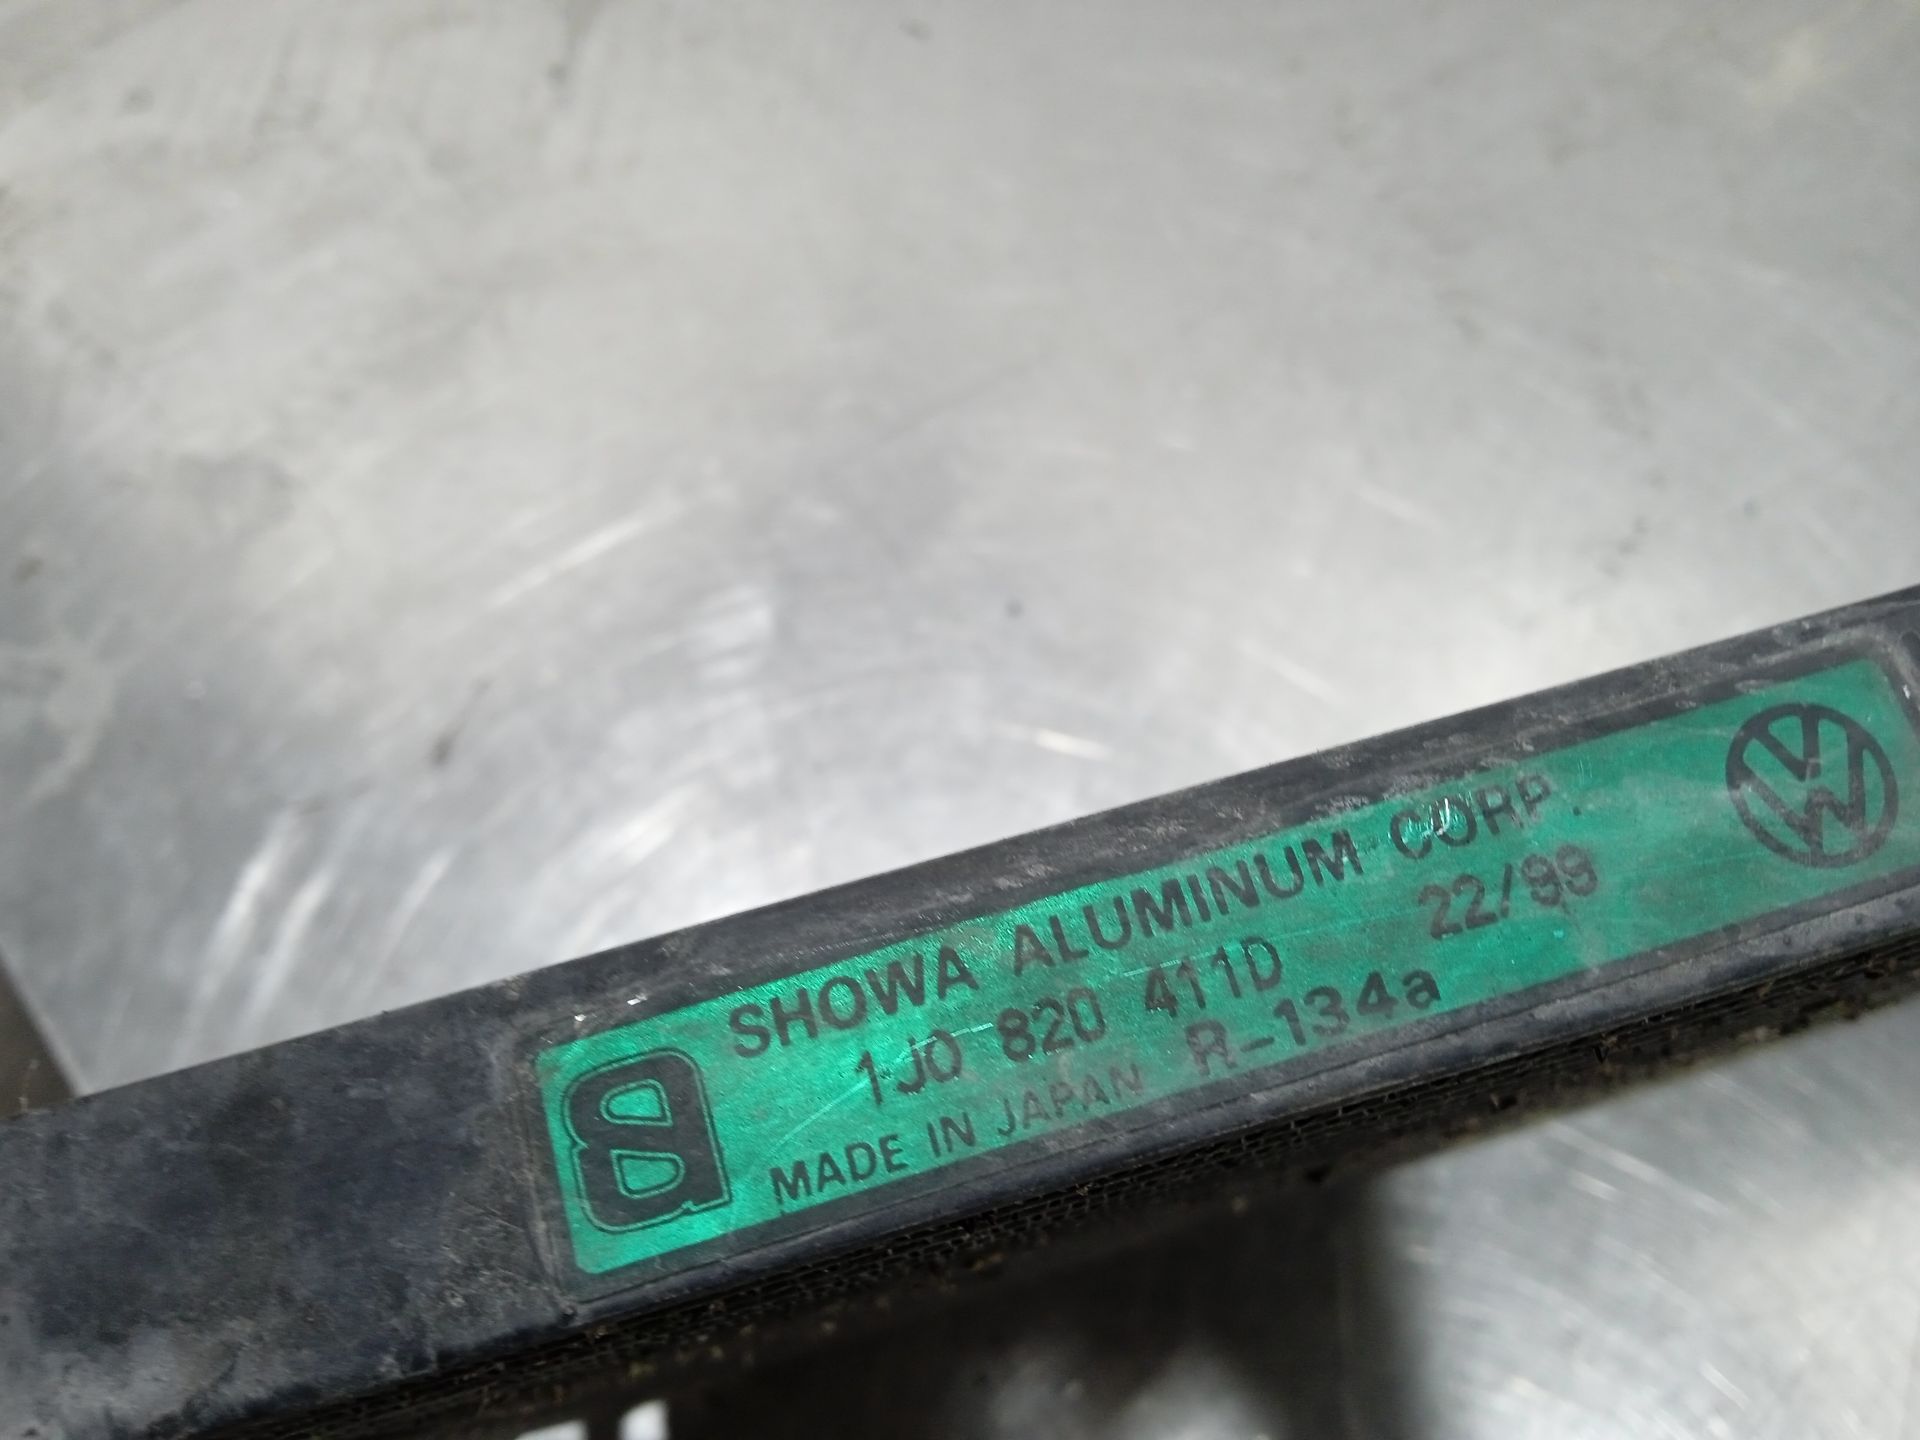 SHOWA ALUMINUM CORP.
1J0 820 411D 22/99
MADE IN JAPAN R-134a